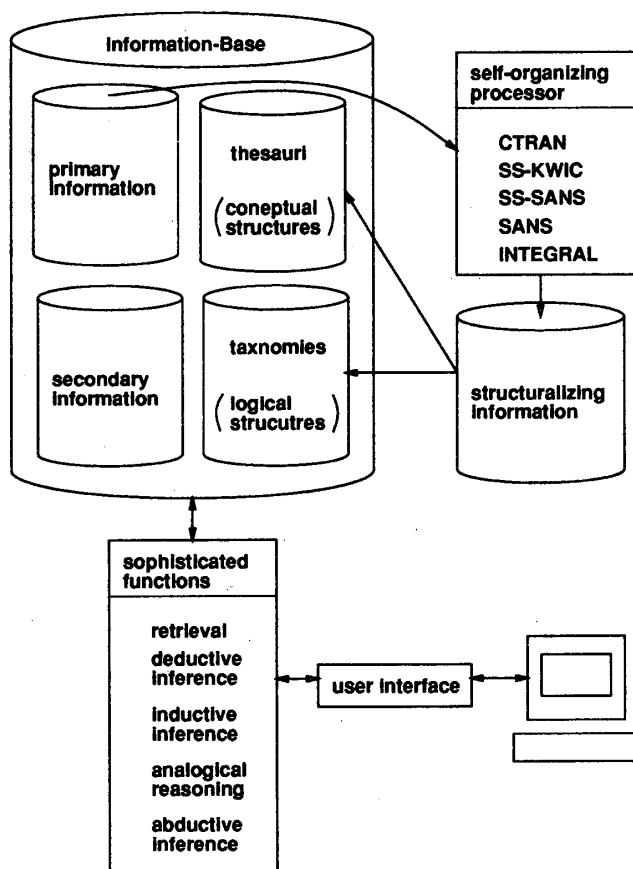 Information-Base
primary
information
thesauri
(coneptual
structures)
secondary
information
taxnomies
(logical
strucutres)
self-organizing
processor
CTRAN
SS-KWIC
SS-SANS
SANS
INTEGRAL
structuralizing
information
sophisticated
functions
retrieval
deductive
inference
inductive
inference
analogical
reasoning
abductive
inference
user interface